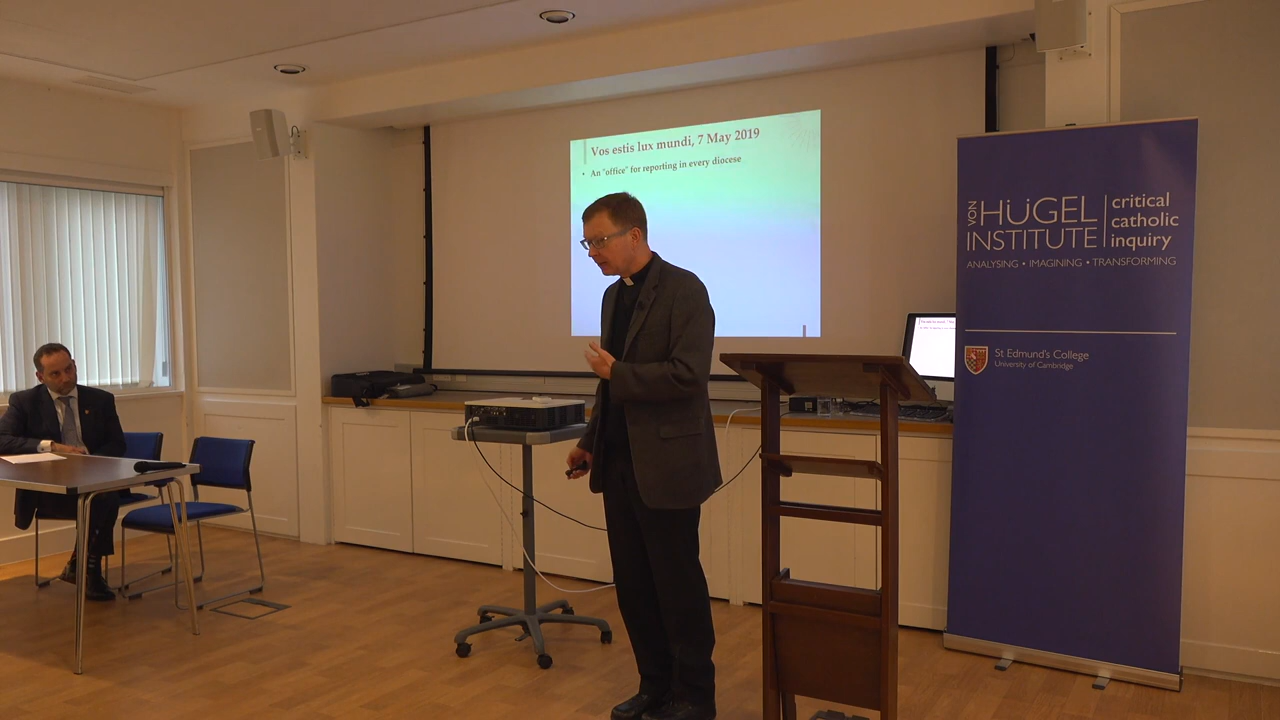 Vos estis lux mundi, 7 May 2019
• An "office" for reporting in every diocese
VON HÜGEL INSTITUTE
critical
catholic
inquiry
ANALYSING • IMAGINING • TRANSFORMING
St Edmund's College
University of Cambridge